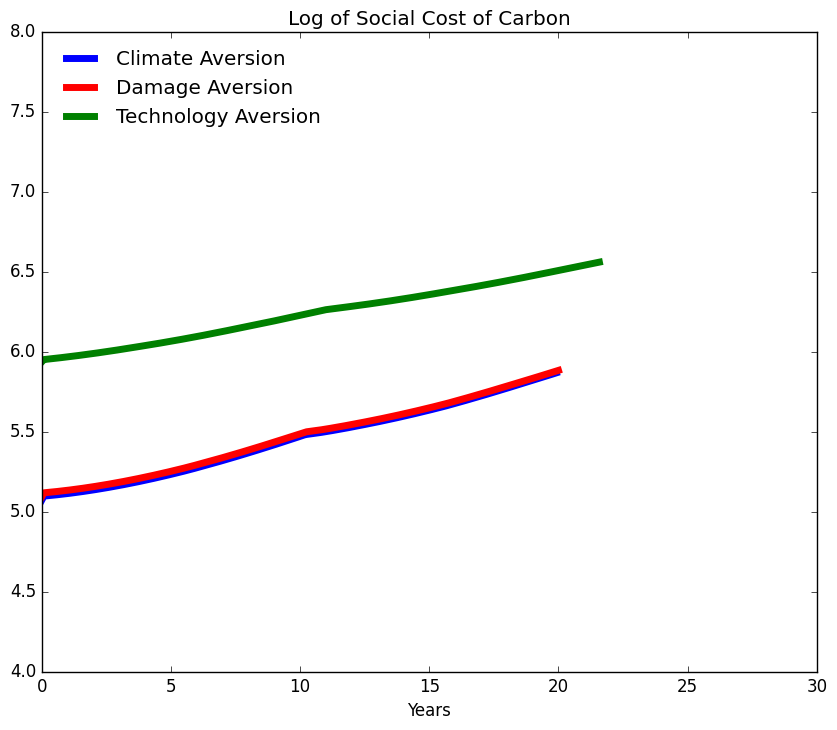 Log of Social Cost of Carbon
8.0
Climate Aversion
Damage Aversion
7.5
Technology Aversion
7.0
6.5
6.0
5.5
5.0
4.5
4.0
0 5 10 15 20 25 30
Years